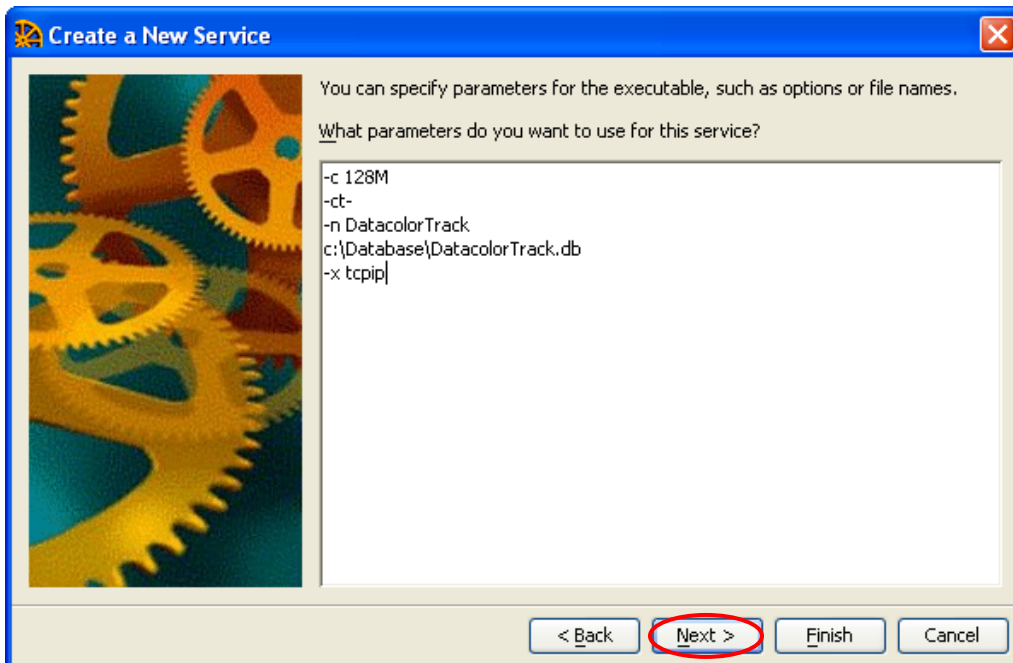 Create a New Service
You can specify parameters for the executable, such as options or file names.
What parameters do you want to use for this service?
-c 128M
-ct-
-n DatacolorTrack
c:\Database\DatacolorTrack.db
-x tcpip
< Back
Next >
Finish
Cancel